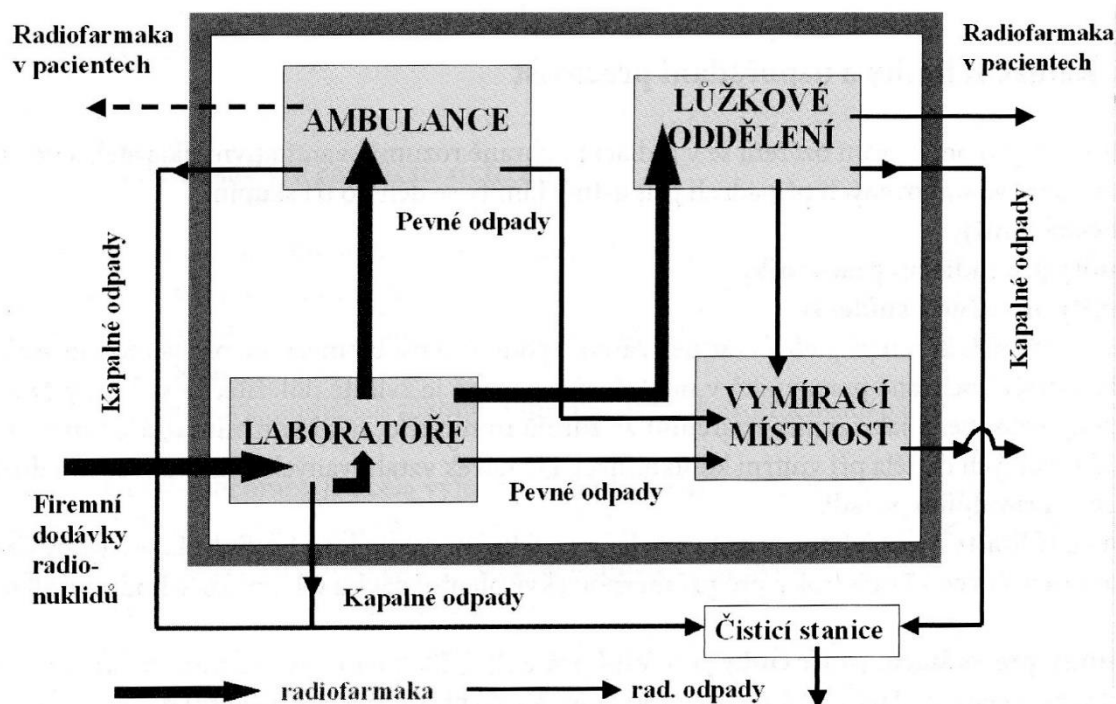 Radiofarmaka
v pacientech
Radiofarmaka
v pacientech
AMBULANCE
LŮŽKOVÉ
ODDĚLENÍ
Pevné odpady
Kapalné odpady
Kapalné odpady
LABORATOŘE
VYMÍRACÍ
MÍSTNOST
Pevné odpady
Firemní
dodávky
radio-
nuklidů
Kapalné odpady
Čisticí stanice
radiofarmaka
rad. odpady